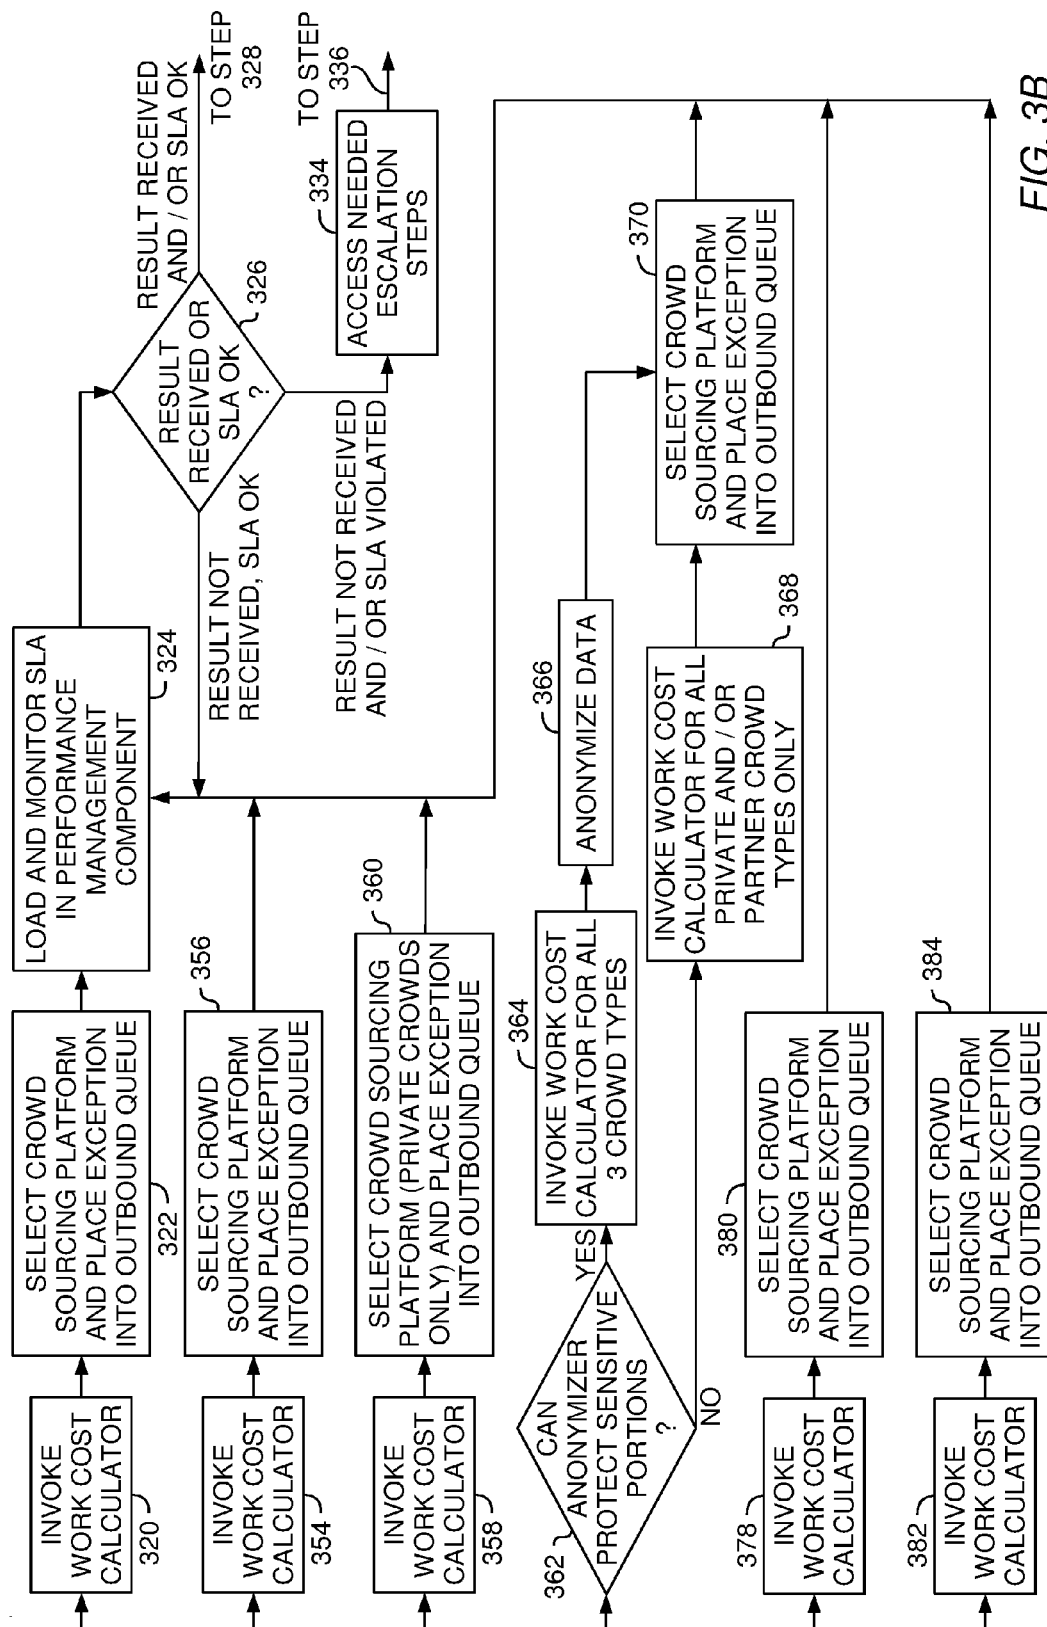 INVOKE
WORK COST
CALCULATOR
320
SELECT CROWD
SOURCING PLATFORM
AND PLACE EXCEPTION
INTO OUTBOUND QUEUE
322
LOAD AND MONITOR SLA
IN PERFORMANCE
MANAGEMENT
COMPONENT
324
RESULT
RECEIVED OR
SLA OK
?
326
RESULT RECEIVED
AND / OR SLA OK
TO STEP
328
RESULT NOT
RECEIVED, SLA OK
RESULT NOT RECEIVED
AND / OR SLA VIOLATED
ACCESS NEEDED
ESCALATION
STEPS
334
TO STEP
336
INVOKE
WORK COST
CALCULATOR
354
SELECT CROWD
SOURCING PLATFORM
AND PLACE EXCEPTION
INTO OUTBOUND QUEUE
356
INVOKE
WORK COST
CALCULATOR
358
SELECT CROWD SOURCING
PLATFORM (PRIVATE CROWDS
ONLY) AND PLACE EXCEPTION
INTO OUTBOUND QUEUE
360
CAN
ANONYMIZER
PROTECT SENSITIVE
PORTIONS
?
362
YES
NO
INVOKE WORK COST
CALCULATOR FOR ALL
3 CROWD TYPES
364
ANONYMIZE DATA
366
INVOKE WORK COST
CALCULATOR FOR ALL
PRIVATE AND / OR
PARTNER CROWD
TYPES ONLY
368
SELECT CROWD
SOURCING PLATFORM
AND PLACE EXCEPTION
INTO OUTBOUND QUEUE
370
INVOKE
WORK COST
CALCULATOR
378
SELECT CROWD
SOURCING PLATFORM
AND PLACE EXCEPTION
INTO OUTBOUND QUEUE
380
INVOKE
WORK COST
CALCULATOR
382
SELECT CROWD
SOURCING PLATFORM
AND PLACE EXCEPTION
INTO OUTBOUND QUEUE
384
FIG. 3B